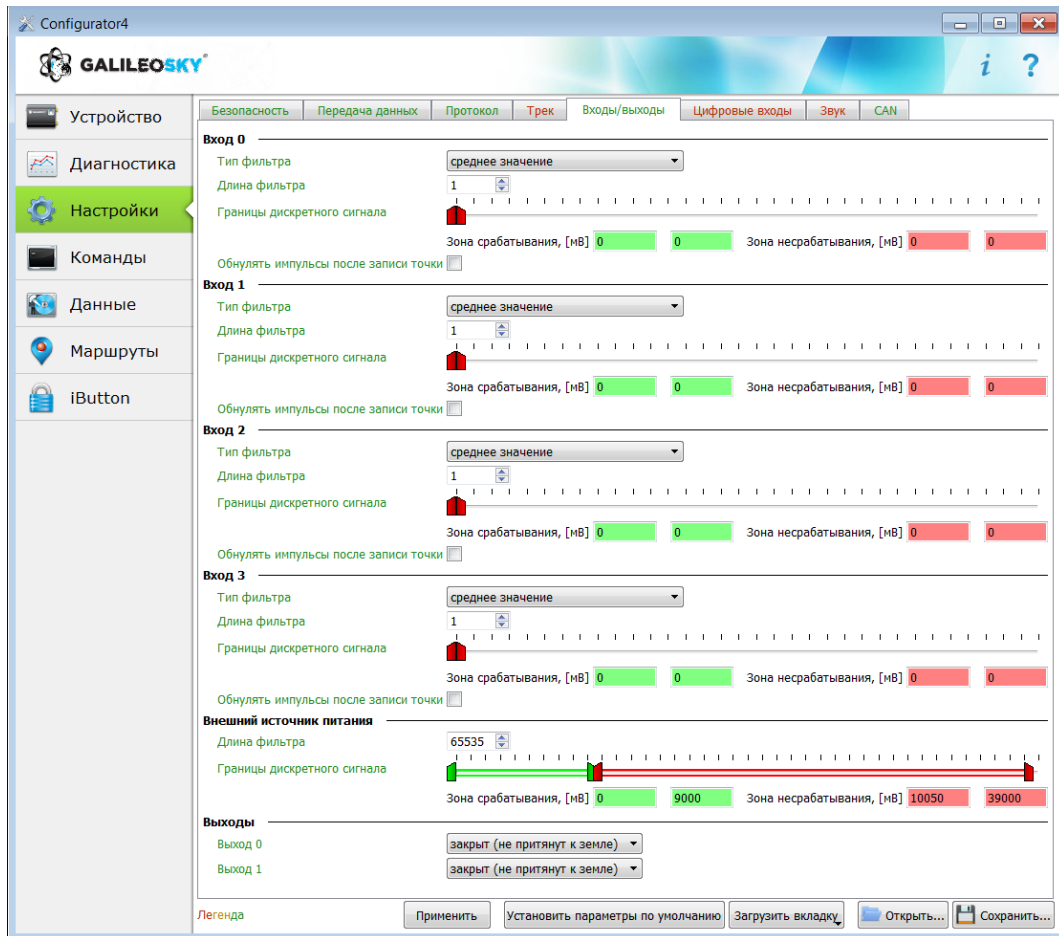 Configurator4
GALILEOSKY
i ?
Устройство
Диагностика
Настройки
Команды
Данные
Маршруты
iButton
Безопасность Передача данных Протокол Трек Входы/выходы Цифровые входы Звук CAN
Вход 0
Тип фильтра среднее значение
Длина фильтра 1
Границы дискретного сигнала
Зона срабатывания, [мВ] 0 0 Зона несрабатывания, [мВ] 0 0
Обнулять импульсы после записи точки
Вход 1
Тип фильтра среднее значение
Длина фильтра 1
Границы дискретного сигнала
Зона срабатывания, [мВ] 0 0 Зона несрабатывания, [мВ] 0 0
Обнулять импульсы после записи точки
Вход 2
Тип фильтра среднее значение
Длина фильтра 1
Границы дискретного сигнала
Зона срабатывания, [мВ] 0 0 Зона несрабатывания, [мВ] 0 0
Обнулять импульсы после записи точки
Вход 3
Тип фильтра среднее значение
Длина фильтра 1
Границы дискретного сигнала
Зона срабатывания, [мВ] 0 0 Зона несрабатывания, [мВ] 0 0
Обнулять импульсы после записи точки
Внешний источник питания
Длина фильтра 65535
Границы дискретного сигнала
Зона срабатывания, [мВ] 0 9000 Зона несрабатывания, [мВ] 10050 39000
Выходы
Выход 0 закрыт (не притянут к земле)
Выход 1 закрыт (не притянут к земле)
Легенда Применить Установить параметры по умолчанию Загрузить вкладку Открыть... Сохранить...